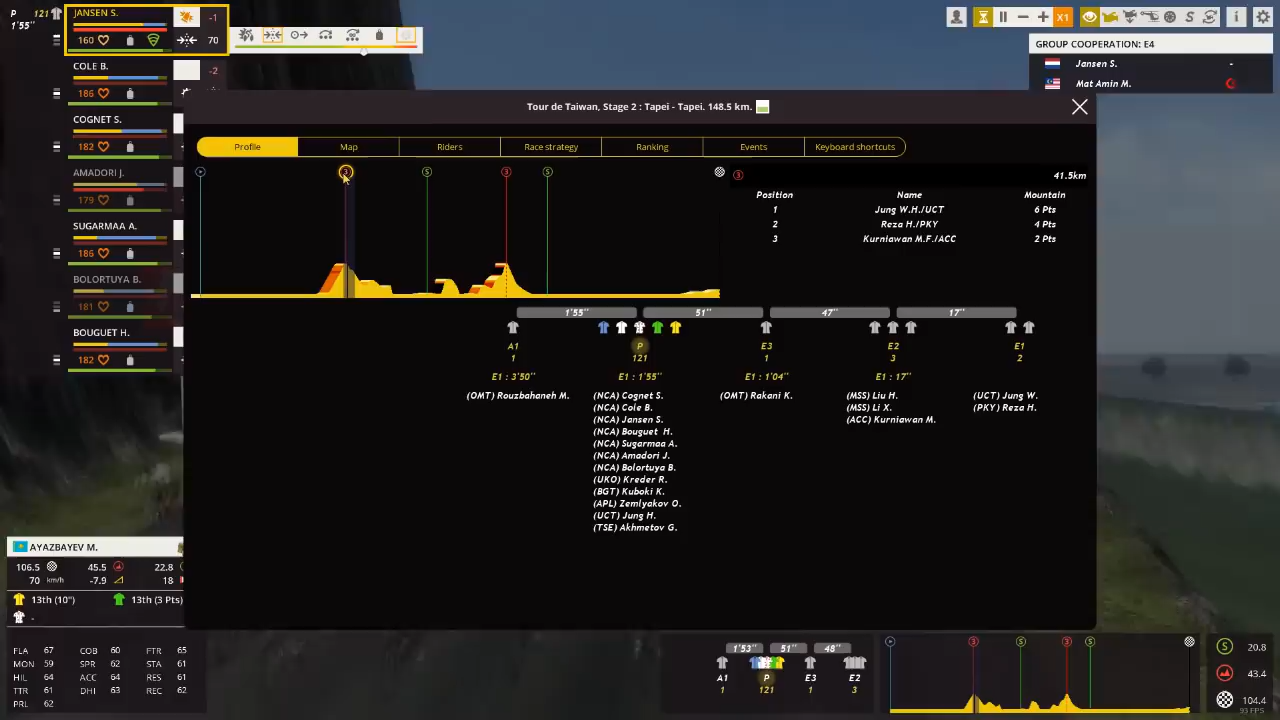 P 121
1'55''
JANSEN S.
-1
160
70
COLE B.
-2
186
COGNET S.
182
AMADORI J.
179
SUGARMAA A.
186
BOLORTUYA B.
181
BOUGUET H.
182
X1
GROUP COOPERATION: E4
Jansen S. -
Mat Amin M.
Tour de Taiwan, Stage 2 : Tapei - Tapei. 148.5 km.
Profile Map Riders Race strategy Ranking Events Keyboard shortcuts
3 S 3 S
3 41.5km
Position Name Mountain
1 Jung W.H./UCT 6 Pts
2 Reza H./PKY 4 Pts
3 Kurniawan M.F./ACC 2 Pts
1'55'' 51'' 47'' 17''
A1 P E3 E2 E1
1 121 1 3 2
E1 : 3'50'' E1 : 1'55'' E1 : 1'04'' E1 : 17''
(OMT) Rouzbahaneh M.
(NCA) Cognet S.
(NCA) Cole B.
(NCA) Jansen S.
(NCA) Bouguet H.
(NCA) Sugarmaa A.
(NCA) Amadori J.
(NCA) Bolortuya B.
(UKO) Kreder R.
(BGT) Kuboki K.
(APL) Zemlyakov O.
(UCT) Jung H.
(TSE) Akhmetov G.
(OMT) Rakani K.
(MSS) Liu H.
(MSS) Li X.
(ACC) Kurniawan M.
(UCT) Jung W.
(PKY) Reza H.
AYAZBAYEV M.
106.5 45.5 22.8
70 km/h -7.9 18
13th (10'') 13th (3 Pts)
-
FLA 67 COB 60 FTR 65
MON 59 SPR 62 STA 61
HIL 64 ACC 64 RES 61
TTR 61 DHI 63 REC 62
PRL 62
1'53'' 51'' 48''
A1 P E3 E2
1 121 1 3
3 S 3 S
S 20.8
43.4
104.4
93 FPS